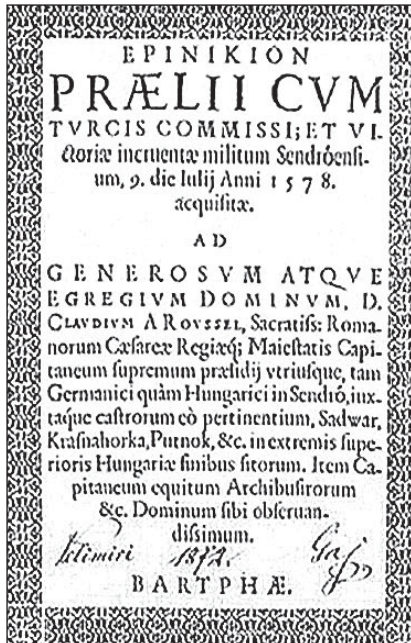 EPINIKION
PRÆLII CVM
TVRCIS COMMISSI; ET VI-
ctoriæ incruentæ militum Sendróensi-
um, 9. die Iulij Anni 1578.
acquisitæ.
AD
GENEROSVM ATQVE
EGREGIVM DOMINVM, D.
CLAVDIVM A ROVSSEL, Sacratiss: Roma-
norum Cæsareæ Regiæq; Maiestatis Capi-
taneum supremum præsidij vtriusque, tam
Germanici quàm Hungarici in Sendró, iux-
taque castrorum eò pertinentium, Sadwar,
Krasnahorka, Putnok, &c. in extremis supe-
rioris Hungariæ finibus sitorum. Item Ca-
pitaneum equitum Archibusirorum
&c. Dominum sibi obseruan-
dissimum.
1872.
BARTPHÆ.